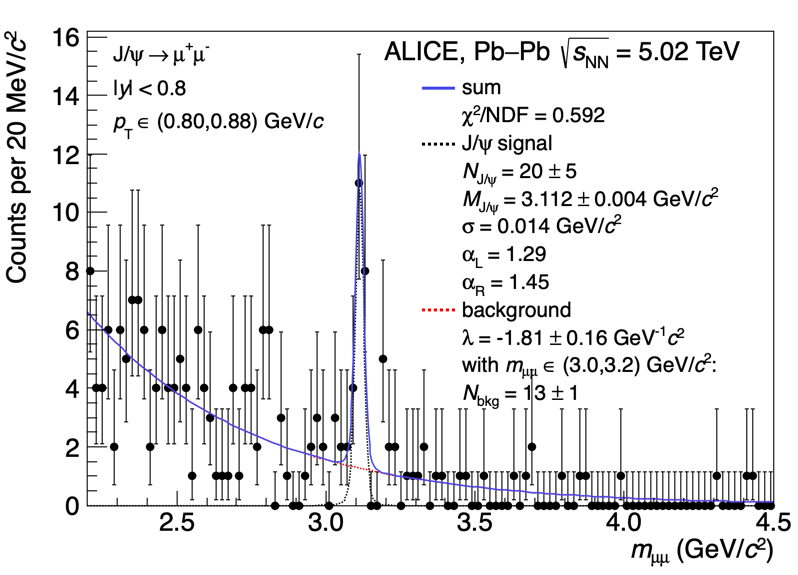 Counts per 20 MeV/c²
16
14
12
10
8
6
4
2
0
J/ψ→μ⁺μ⁻
|y| < 0.8
p_T ∈ (0.80,0.88) GeV/c
ALICE, Pb–Pb √s_NN = 5.02 TeV
sum
χ²/NDF = 0.592
J/ψ signal
N_J/ψ = 20 ± 5
M_J/ψ = 3.112 ± 0.004 GeV/c²
σ = 0.014 GeV/c²
α_L = 1.29
α_R = 1.45
background
λ = -1.81 ± 0.16 GeV⁻¹c²
with m_μμ ∈ (3.0,3.2) GeV/c²:
N_bkg = 13 ± 1
2.5 3.0 3.5 4.0 4.5
m_μμ (GeV/c²)